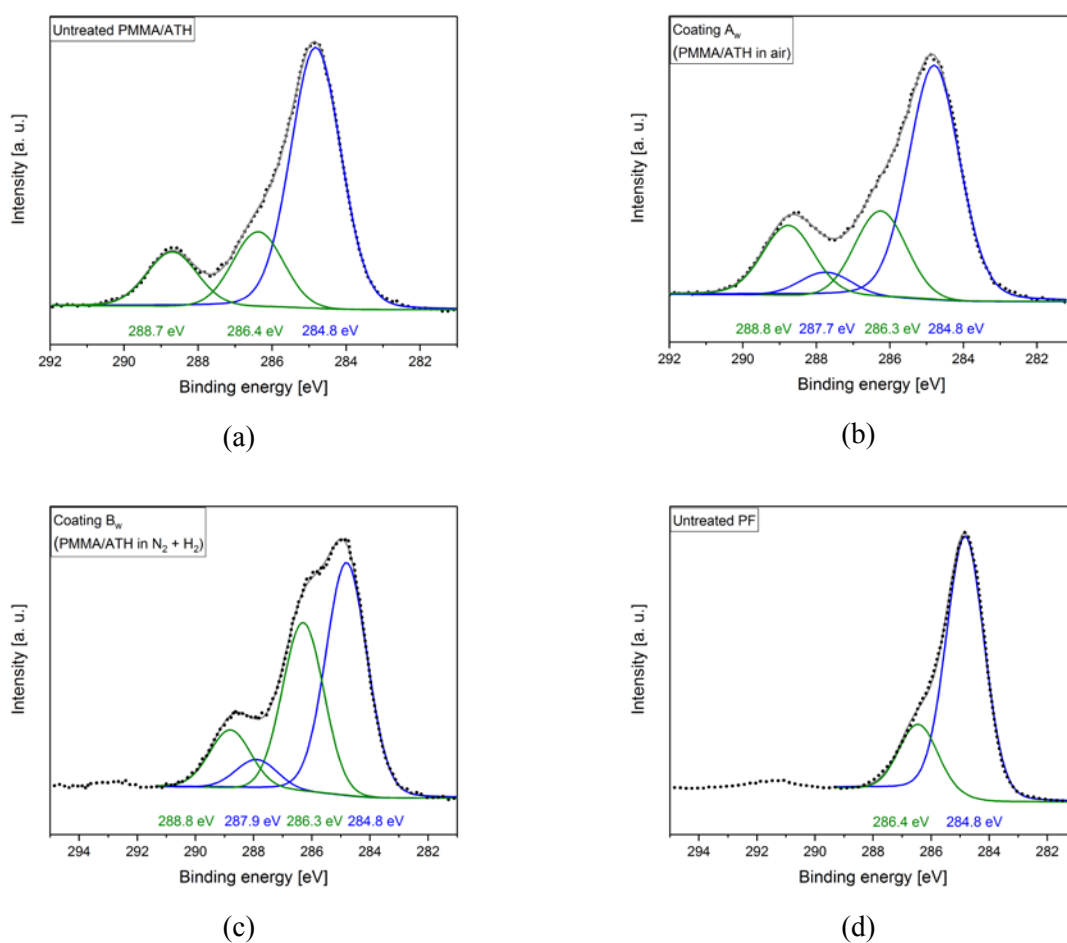 Untreated PMMA/ATH
Intensity [a. u.]
288.7 eV 286.4 eV 284.8 eV
292 290 288 286 284 282
Binding energy [eV]
(a)
Coating Aw
(PMMA/ATH in air)
Intensity [a. u.]
288.8 eV 287.7 eV 286.3 eV 284.8 eV
292 290 288 286 284 282
Binding energy [eV]
(b)
Coating Bw
(PMMA/ATH in N2 + H2)
Intensity [a. u.]
288.8 eV 287.9 eV 286.3 eV 284.8 eV
294 292 290 288 286 284 282
Binding energy [eV]
(c)
Untreated PF
Intensity [a. u.]
286.4 eV 284.8 eV
294 292 290 288 286 284 282
Binding energy [eV]
(d)